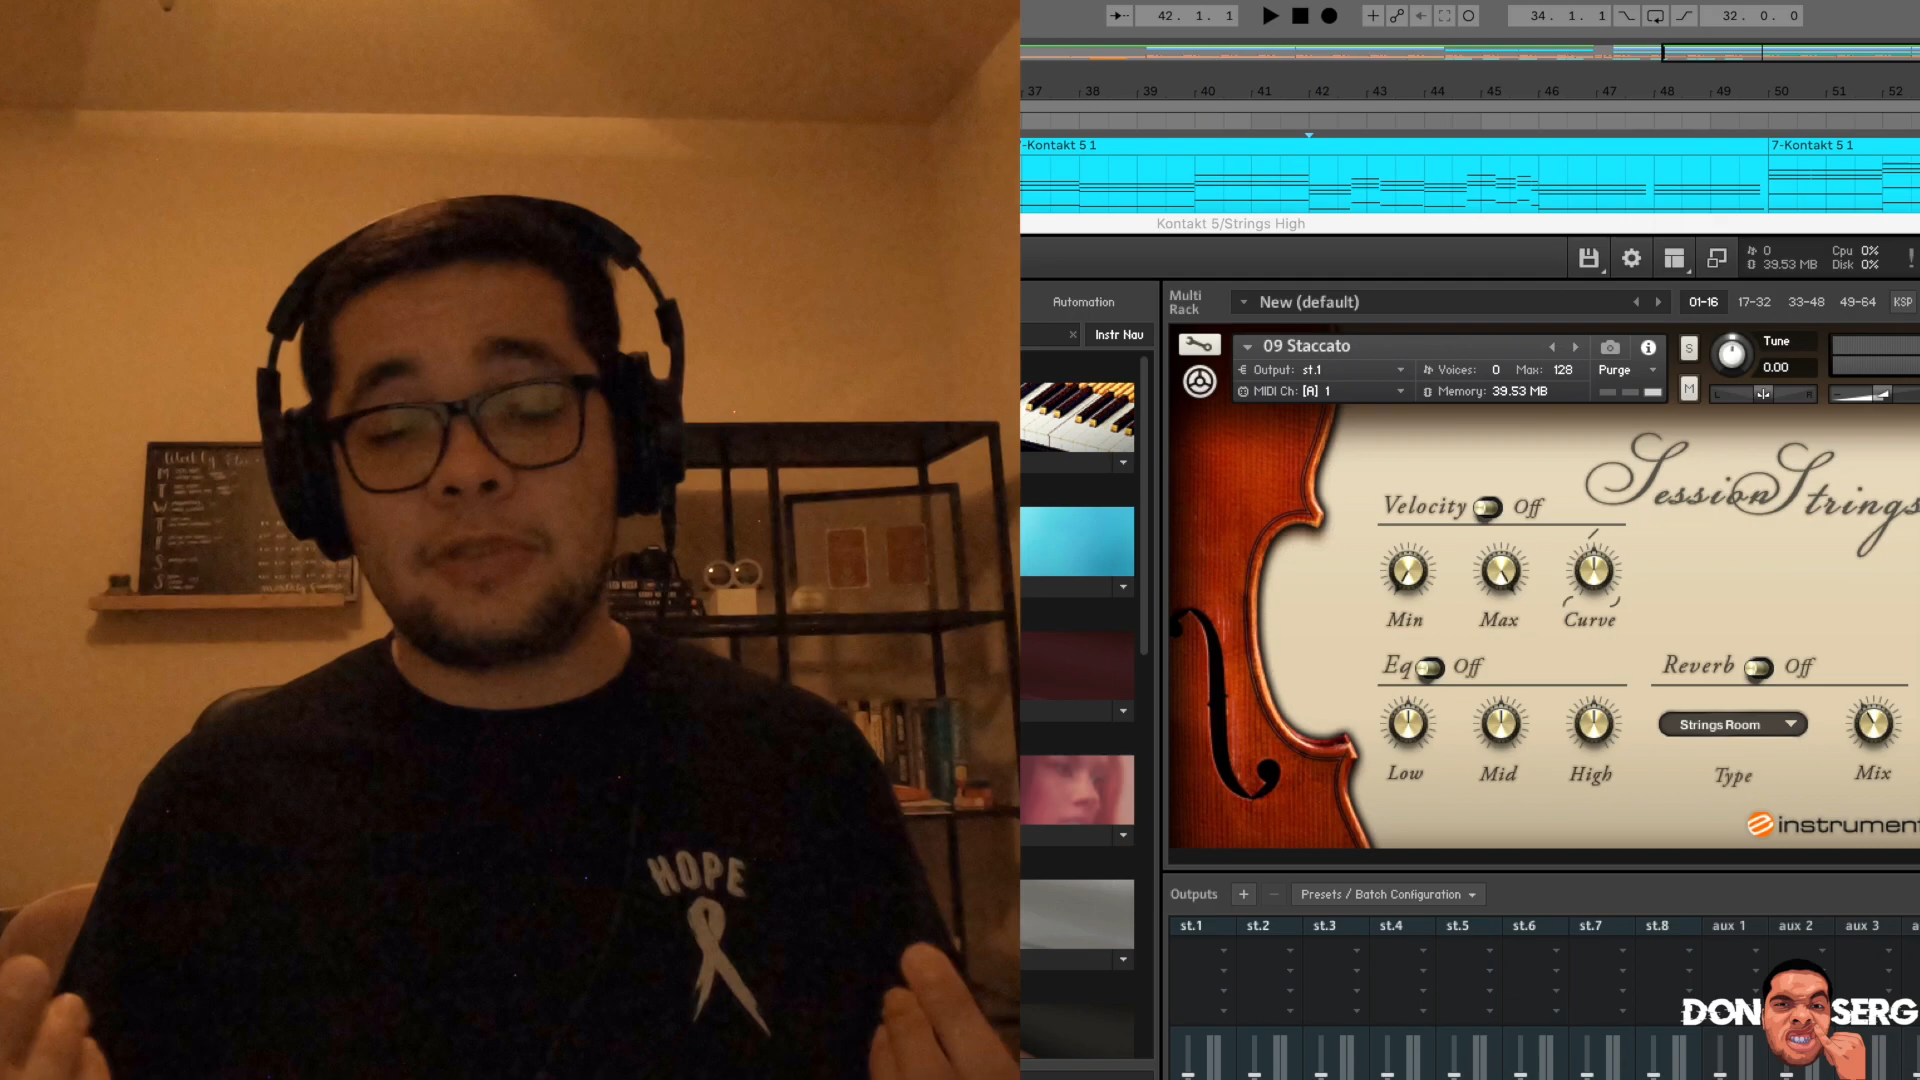 42. 1. 1
34. 1. 1
32. 0. 0
37 38 39 40 41 42 43 44 45 46 47 48 49 50 51 52
-Kontakt 5 1
7-Kontakt 5 1
Kontakt 5/Strings High
0
39.53 MB
Cpu 0%
Disk 0%
!
Automation
Instr Nav
Multi
Rack
New (default)
01-16 17-32 33-48 49-64 KSP
09 Staccato
Output: st.1
Voices: 0 Max: 128
Purge
MIDI Ch: [A] 1
Memory: 39.53 MB
S
M
Tune
0.00
L R
Session Strings
Velocity Off
Min Max Curve
Eq Off
Reverb Off
Strings Room
Low Mid High
Type
Mix
e instrument
Outputs + -
Presets / Batch Configuration
st.1 st.2 st.3 st.4 st.5 st.6 st.7 st.8 aux 1 aux 2 aux 3
Weekly
M
T
W
T
F
S
S
HOPE
DON SERG